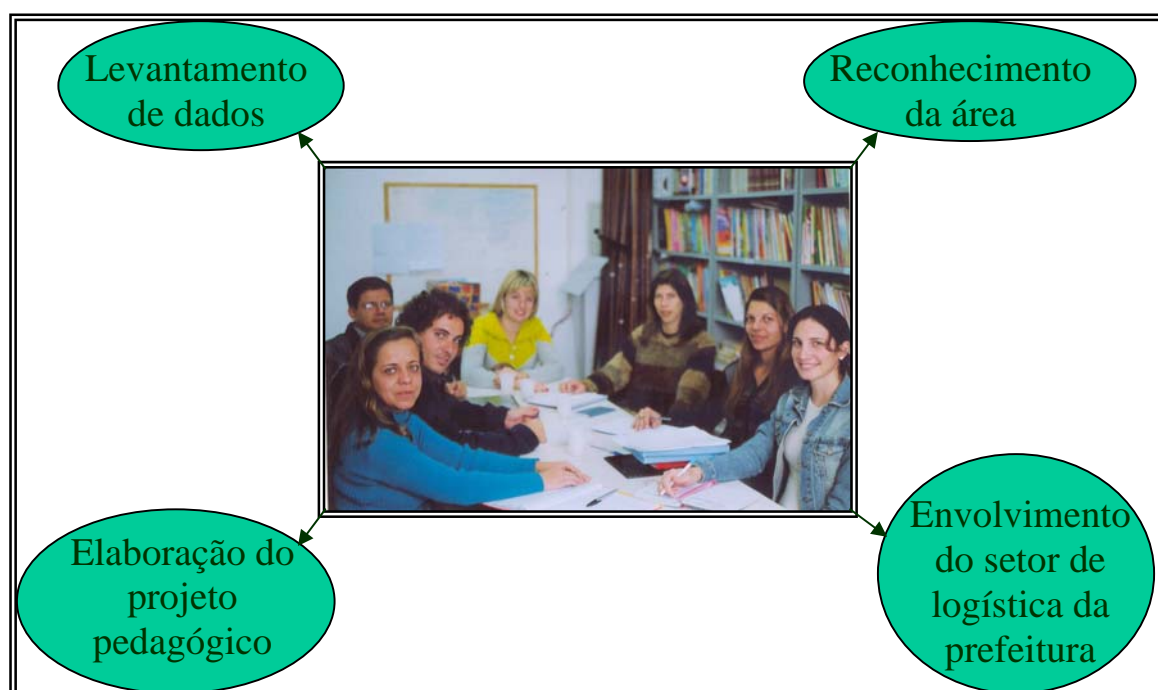 Levantamento
de dados
Reconhecimento
da área
Elaboração do
projeto
pedagógico
Envolvimento
do setor de
logística da
prefeitura